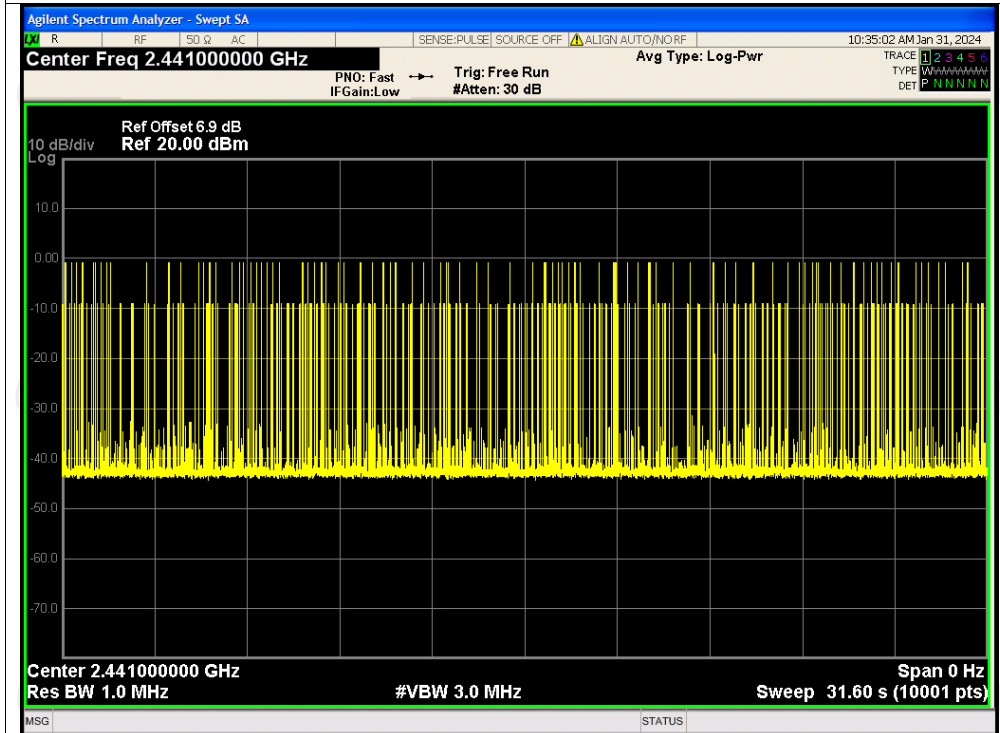 Agilent Spectrum Analyzer - Swept SA
LXI R RF 50 Ω AC SENSE:PULSE SOURCE OFF ALIGN AUTO/NO RF 10:35:02 AM Jan 31, 2024
Center Freq 2.441000000 GHz Avg Type: Log-Pwr TRACE 1 2 3 4 5 6
PNO: Fast Trig: Free Run TYPE W
IFGain:Low #Atten: 30 dB DET P N N N N N
Ref Offset 6.9 dB
10 dB/div Ref 20.00 dBm
Log
10.0
0.00
-10.0
-20.0
-30.0
-40.0
-50.0
-60.0
-70.0
Center 2.441000000 GHz Span 0 Hz
Res BW 1.0 MHz #VBW 3.0 MHz Sweep 31.60 s (10001 pts)
MSG STATUS